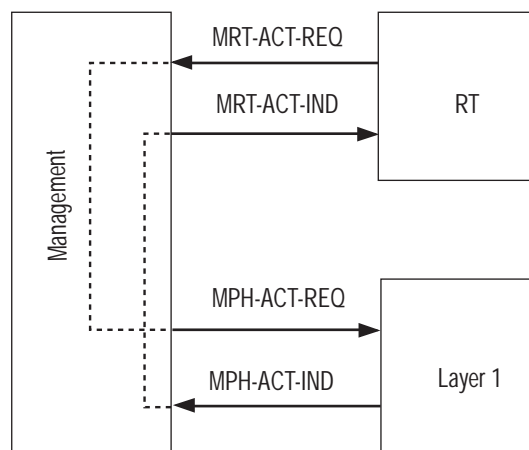 MRT-ACT-REQ
MRT-ACT-IND
RT
Management
MPH-ACT-REQ
MPH-ACT-IND
Layer 1